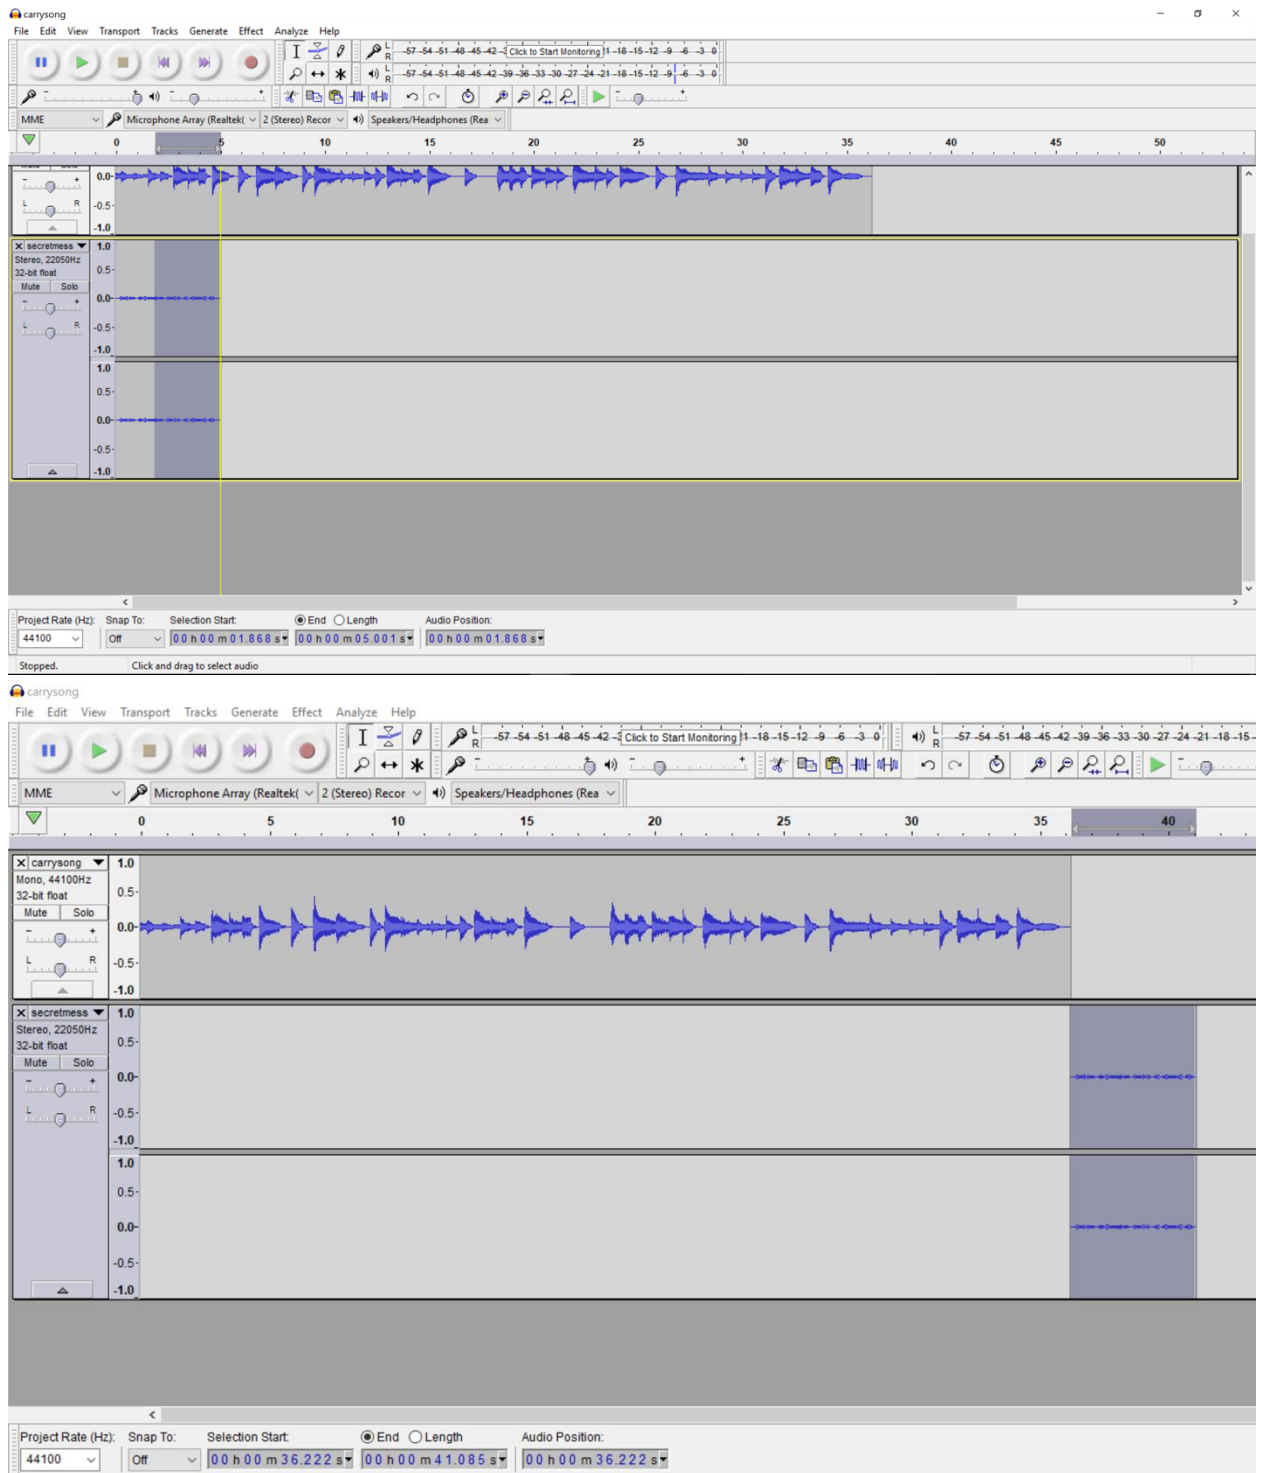 carrysong
File Edit View Transport Tracks Generate Effect Analyze Help
L -57 -54 -51 -48 -45 -42 -3 Click to Start Monitoring 1 -18 -15 -12 -9 -6 -3 0
R
L -57 -54 -51 -48 -45 -42 -39 -36 -33 -30 -27 -24 -21 -18 -15 -12 -9 -6 -3 0
R
MME Microphone Array (Realtek( 2 (Stereo) Recor Speakers/Headphones (Rea
0 5 10 15 20 25 30 35 40 45 50
0.0
- +
L R -0.5
-1.0
X secretmess 1.0
Stereo, 22050Hz
32-bit float 0.5
Mute Solo
- + 0.0
L R -0.5
-1.0
1.0
0.5
0.0
-0.5
-1.0
Project Rate (Hz): Snap To: Selection Start: End Length Audio Position:
44100 Off 00 h 00 m 01.868 s 00 h 00 m 05.001 s 00 h 00 m 01.868 s
Stopped. Click and drag to select audio
carrysong
File Edit View Transport Tracks Generate Effect Analyze Help
L -57 -54 -51 -48 -45 -42 -3 Click to Start Monitoring 1 -18 -15 -12 -9 -6 -3 0 L -57 -54 -51 -48 -45 -42 -39 -36 -33 -30 -27 -24 -21 -18 -15 -
R R
MME Microphone Array (Realtek( 2 (Stereo) Recor Speakers/Headphones (Rea
0 5 10 15 20 25 30 35 40
X carrysong 1.0
Mono, 44100Hz
32-bit float 0.5
Mute Solo
- + 0.0
L R -0.5
-1.0
X secretmess 1.0
Stereo, 22050Hz
32-bit float 0.5
Mute Solo
- + 0.0
L R -0.5
-1.0
1.0
0.5
0.0
-0.5
-1.0
Project Rate (Hz): Snap To: Selection Start: End Length Audio Position:
44100 Off 00 h 00 m 36.222 s 00 h 00 m 41.085 s 00 h 00 m 36.222 s